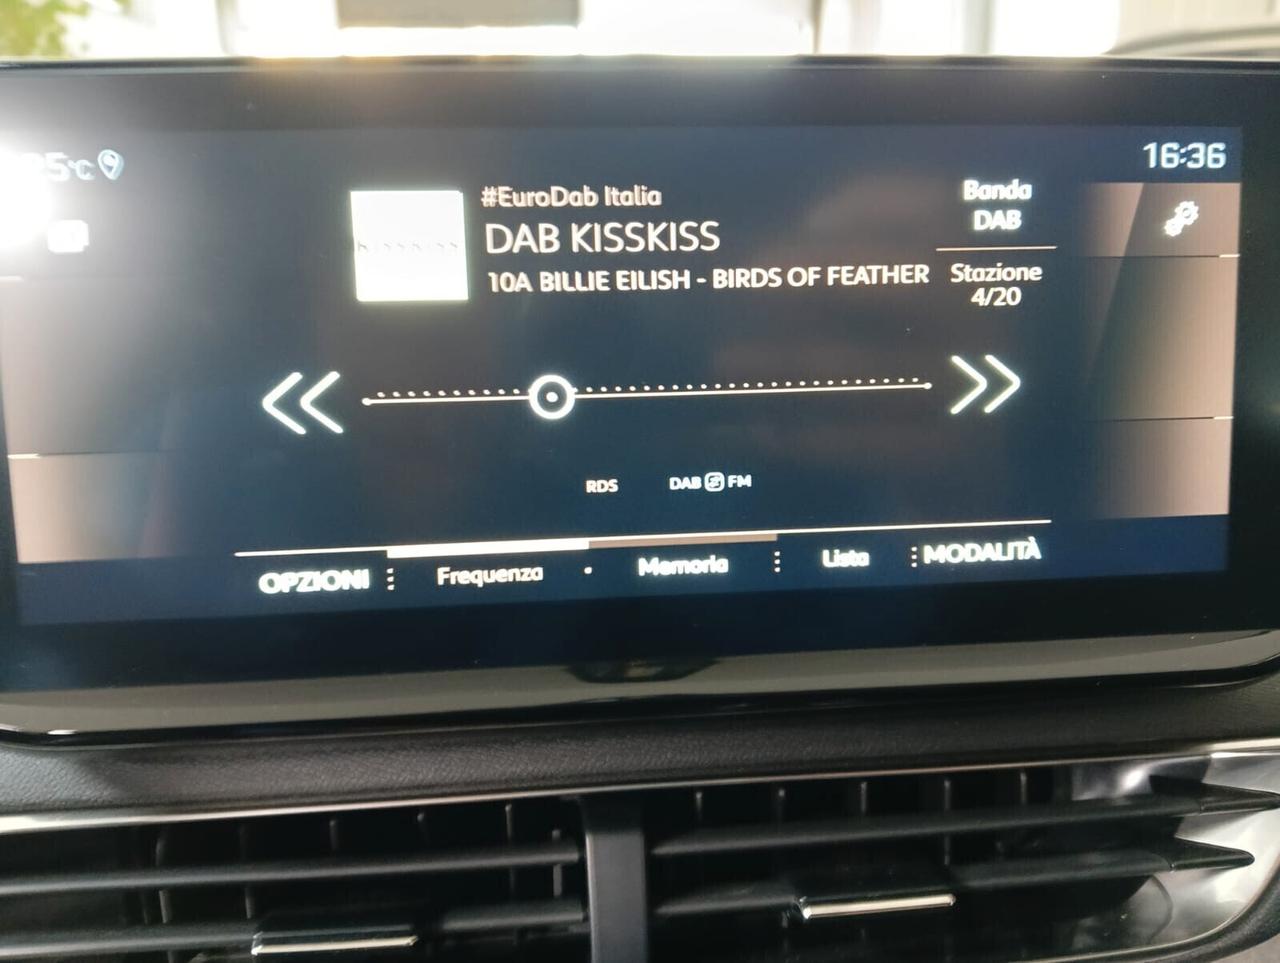 5°C
16:36
#EuroDab Italia
DAB KISSKISS
10A BILLIE EILISH - BIRDS OF FEATHER
Banda
DAB
Stazione
4/20
RDS
DAB FM
OPZIONI
Frequenza
Memoria
Lista
MODALITÀ